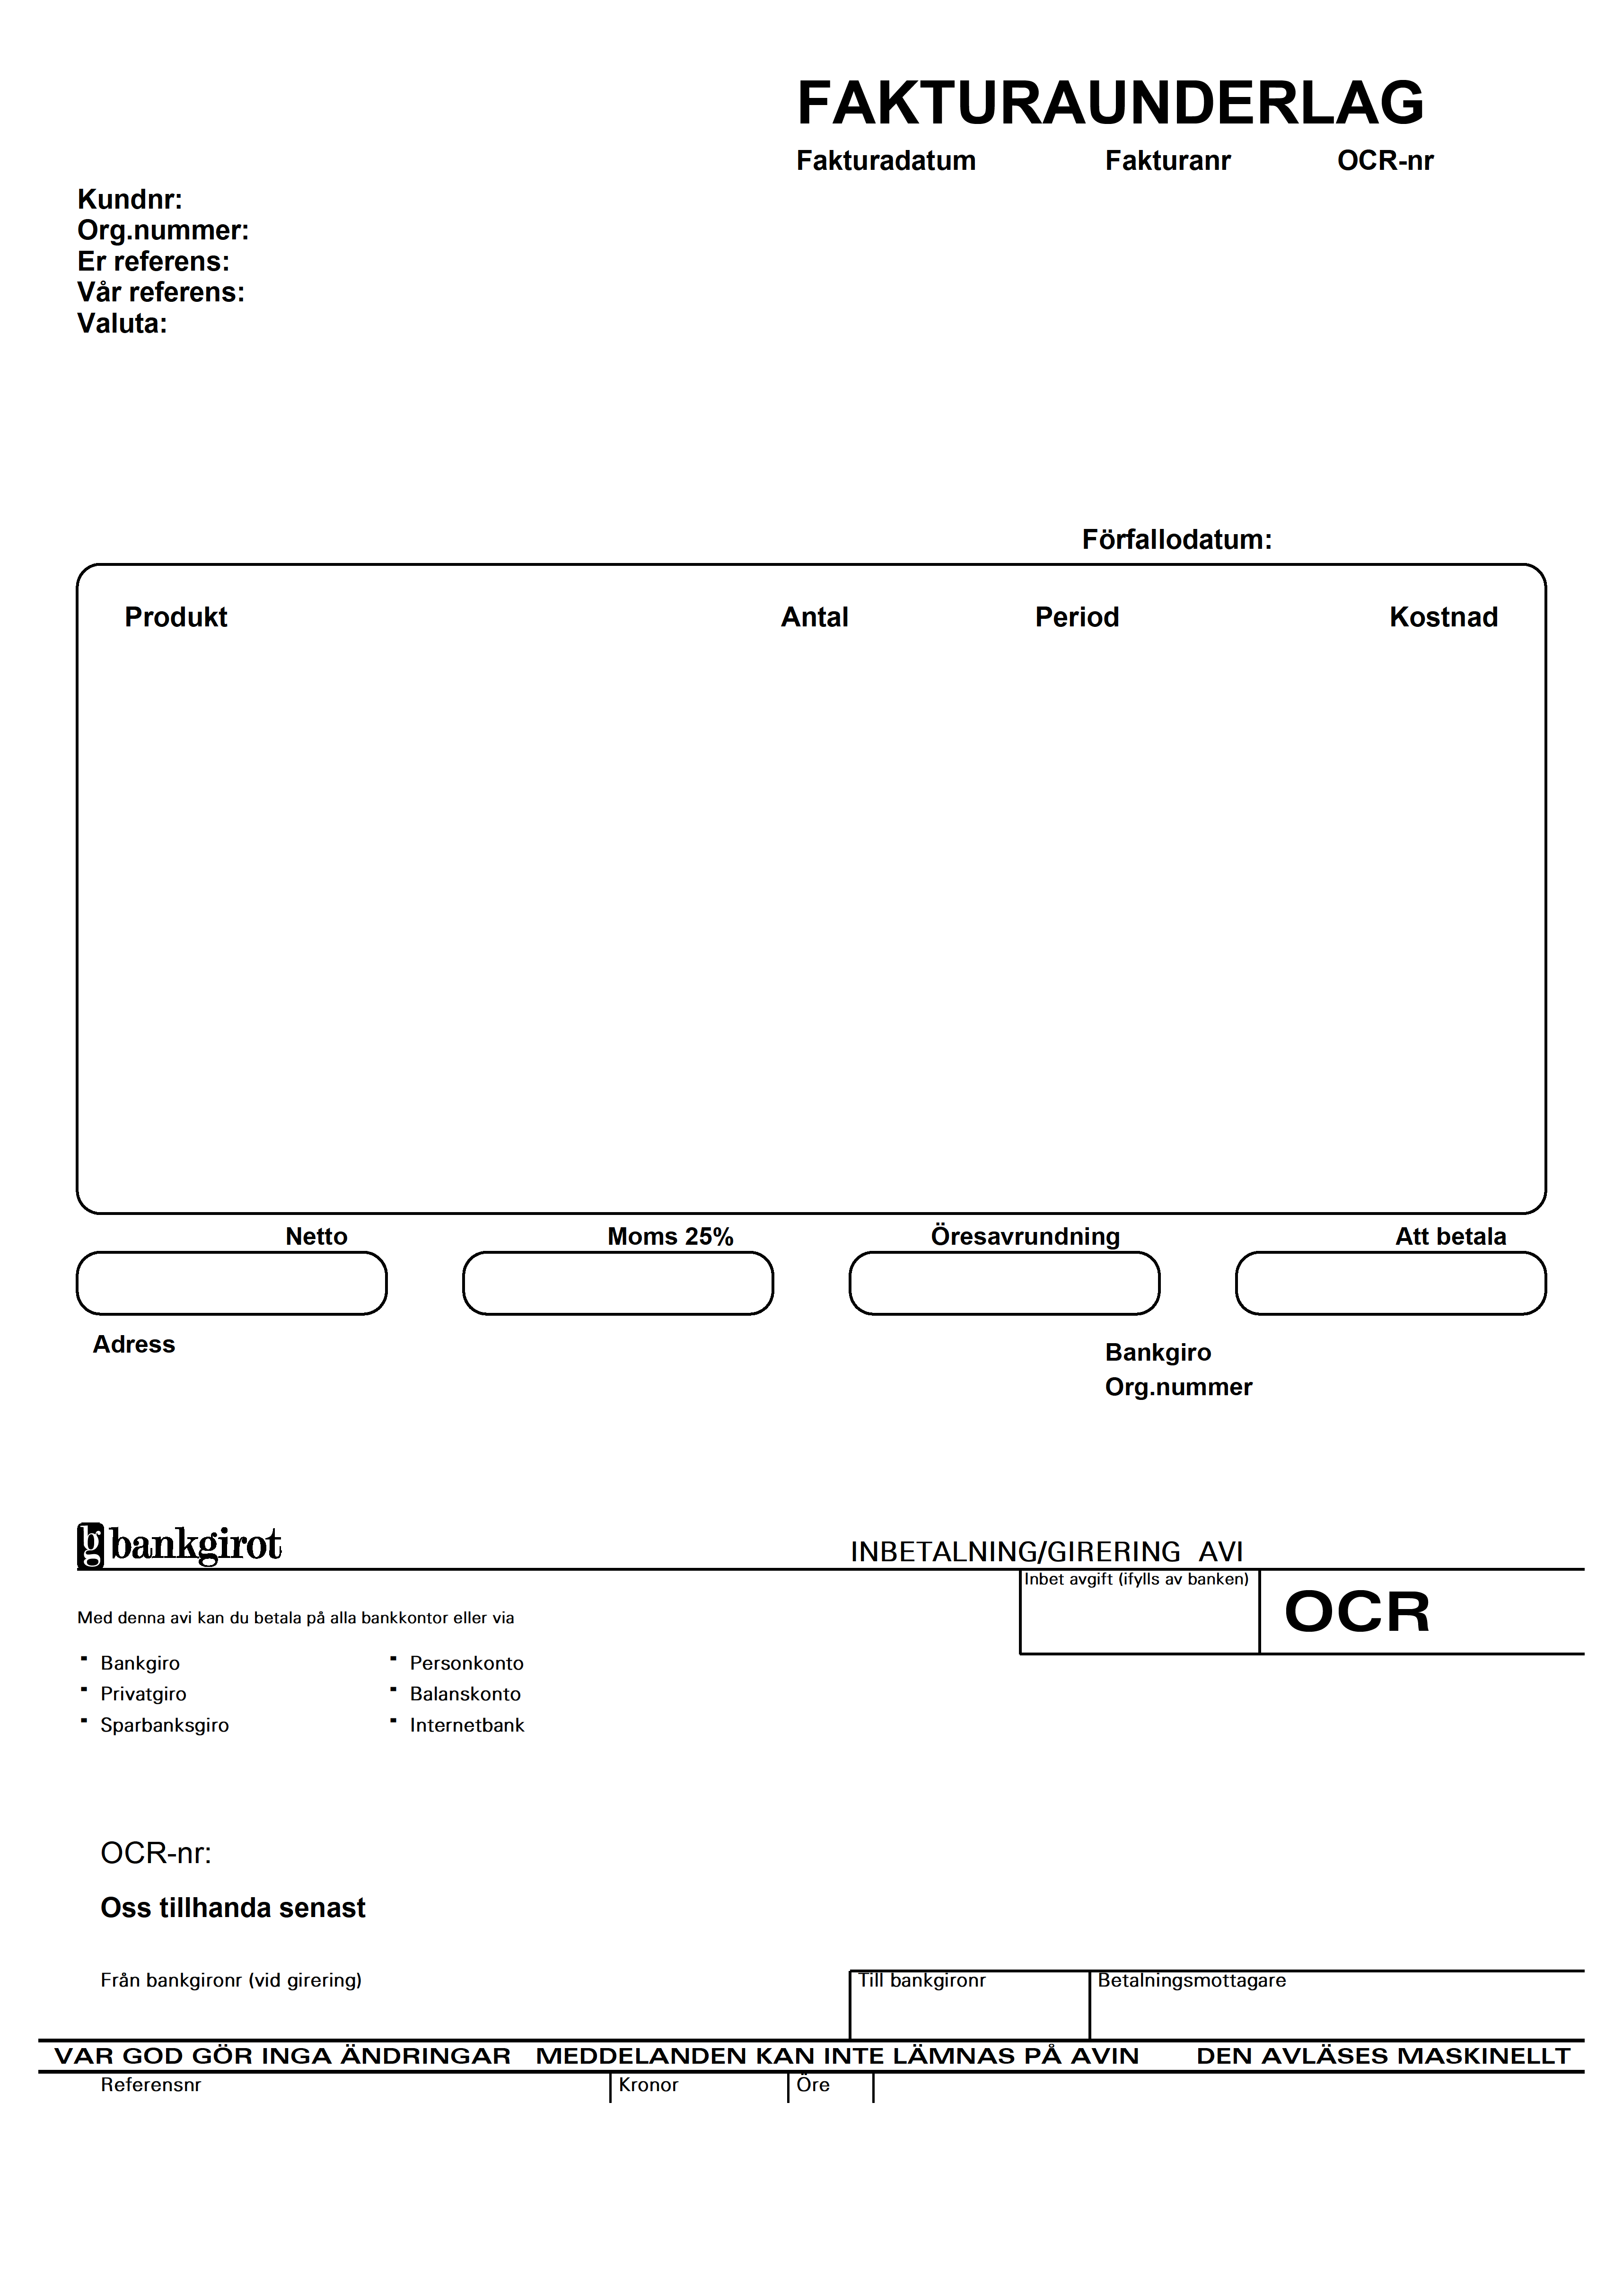 FAKTURAUNDERLAG
Fakturadatum Fakturanr OCR-nr
Kundnr:
Org.nummer:
Er referens:
Vår referens:
Valuta:
Förfallodatum:
Produkt Antal Period Kostnad
Netto Moms 25% Öresavrundning Att betala
Adress
Bankgiro
Org.nummer
bg bankgirot
INBETALNING/GIRERING AVI
Inbet avgift (ifylls av banken)
OCR
Med denna avi kan du betala på alla bankkontor eller via
Bankgiro Personkonto
Privatgiro Balanskonto
Sparbanksgiro Internetbank
OCR-nr:
Oss tillhanda senast
Från bankgironr (vid girering) Till bankgironr Betalningsmottagare
VAR GOD GÖR INGA ÄNDRINGAR MEDDELANDEN KAN INTE LÄMNAS PÅ AVIN DEN AVLÄSES MASKINELLT
Referensnr Kronor Öre